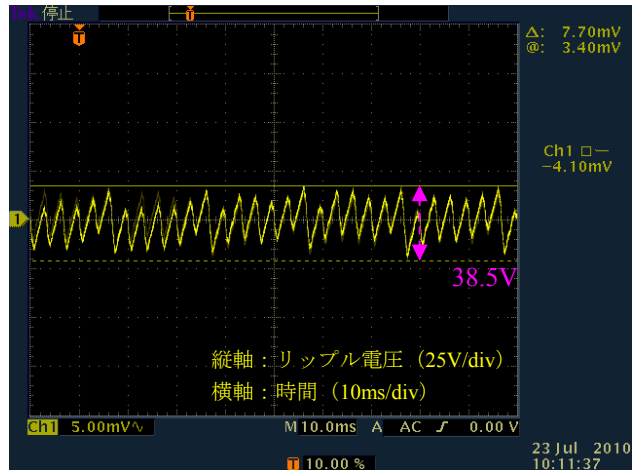 Tek 停止
T
T
Δ: 7.70mV
@: 3.40mV
Ch1 ロー
-4.10mV
1
38.5V
縦軸：リップル電圧（25V/div）
横軸：時間（10ms/div）
Ch1 5.00mV∿ M 10.0ms A AC ∫ 0.00 V
T 10.00 %
23 Jul 2010
10:11:37